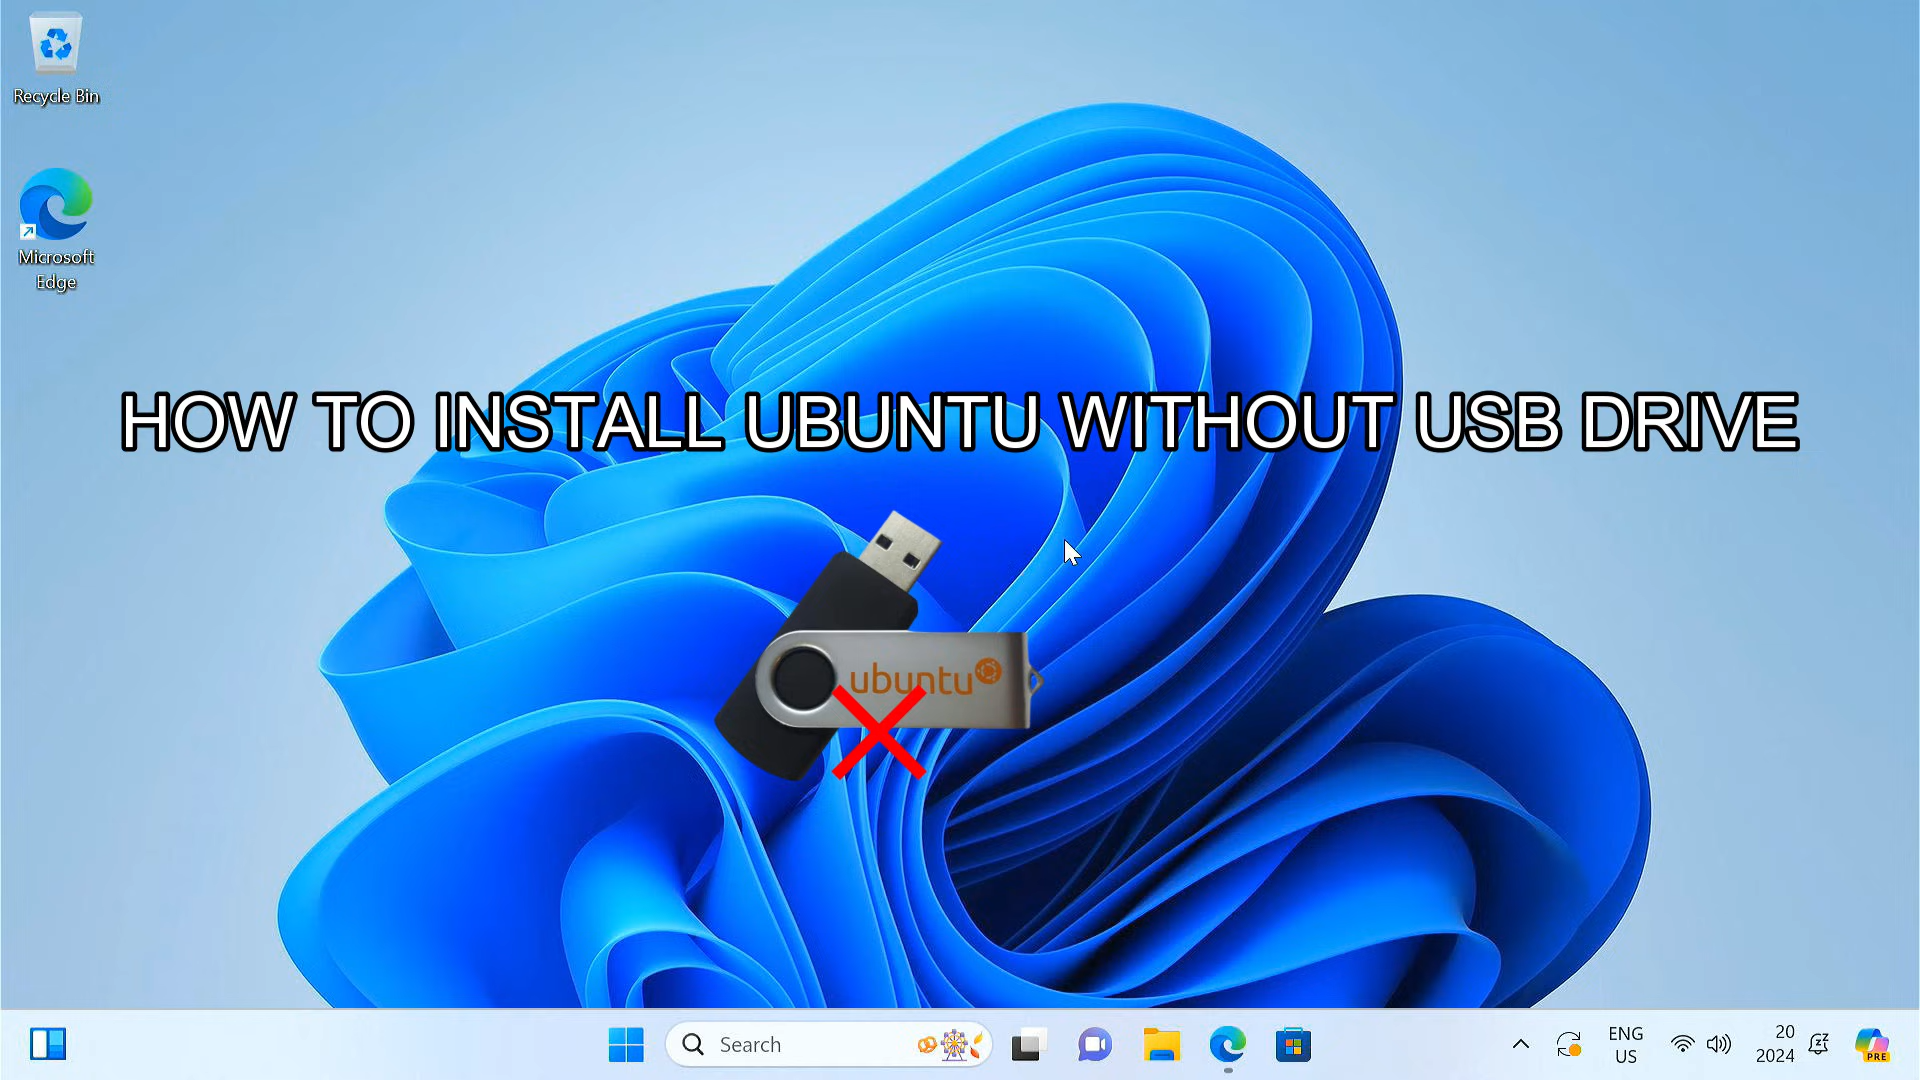 Recycle Bin
Microsoft
Edge
HOW TO INSTALL UBUNTU WITHOUT USB DRIVE
ubuntu
Search
ENG
US
20
2024
PRE